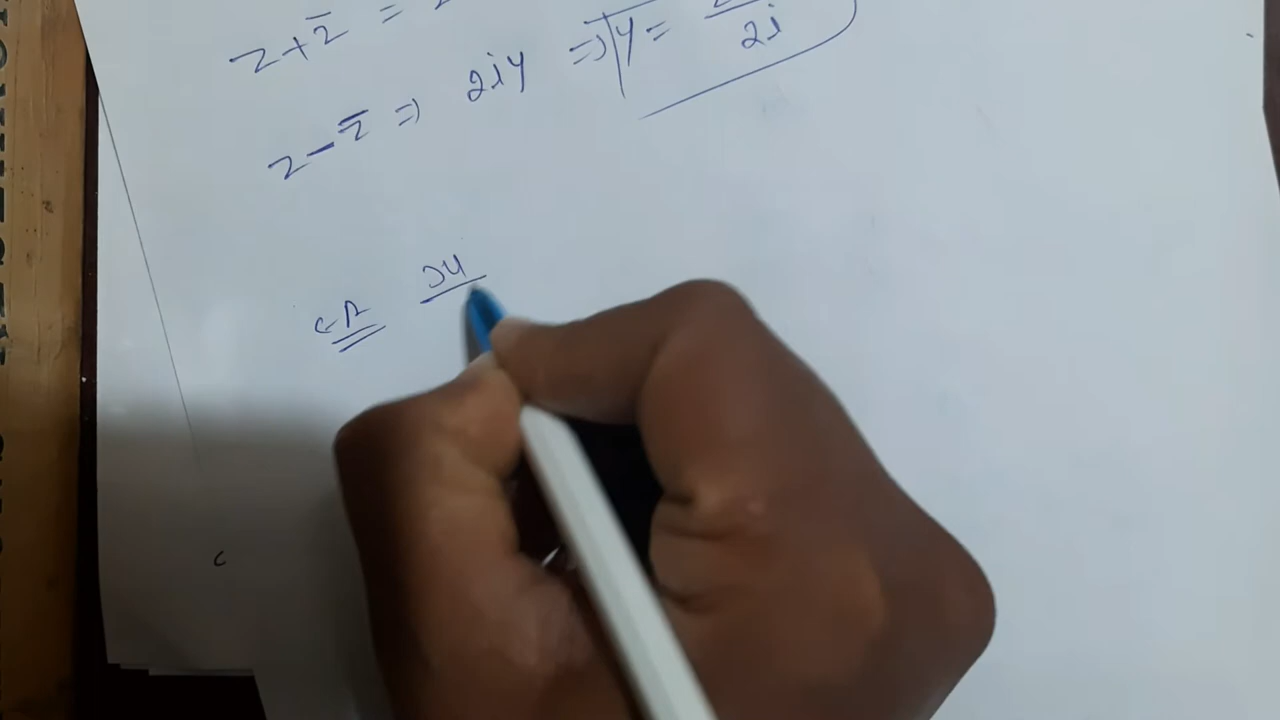 z + z̅ =
z - z̅ => 2iy => y = /2i
CR ∂u